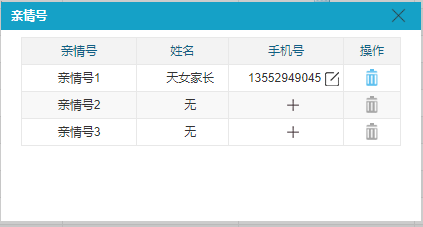 亲情号
亲情号 姓名 手机号 操作
亲情号1 天女家长 13552949045
亲情号2 无
亲情号3 无